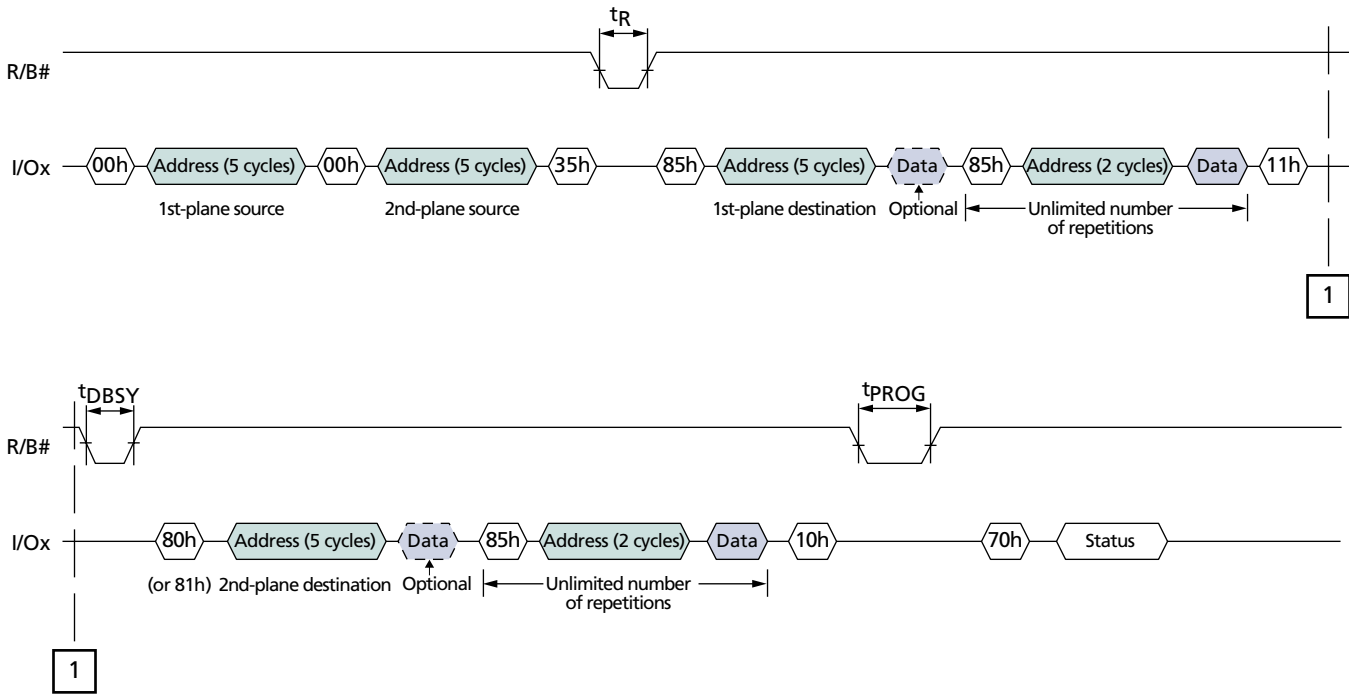 tR
R/B#
I/Ox 00h Address (5 cycles) 00h Address (5 cycles) 35h 85h Address (5 cycles) Data 85h Address (2 cycles) Data 11h
1st-plane source 2nd-plane source 1st-plane destination Optional Unlimited number
of repetitions
1
tDBSY tPROG
R/B#
I/Ox 80h Address (5 cycles) Data 85h Address (2 cycles) Data 10h 70h Status
(or 81h) 2nd-plane destination Optional Unlimited number
of repetitions
1